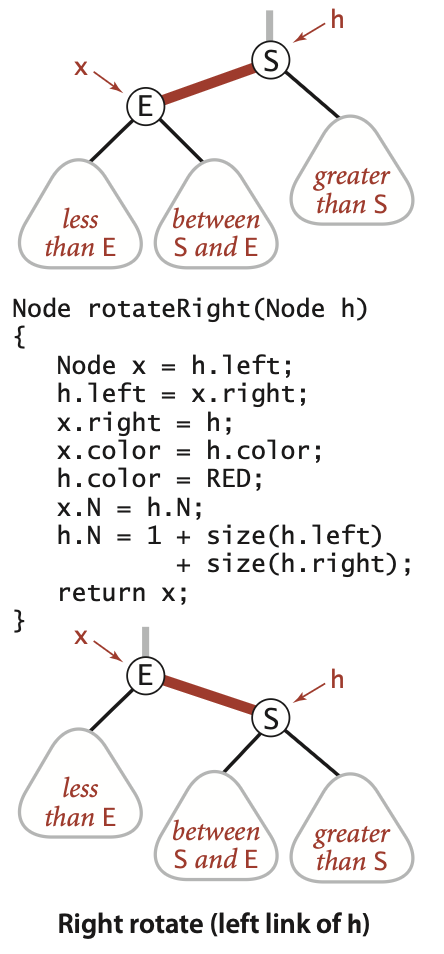 h
S
x
E
greater
than S
less
than E
between
S and E
Node rotateRight(Node h)
{
   Node x = h.left;
   h.left = x.right;
   x.right = h;
   x.color = h.color;
   h.color = RED;
   x.N = h.N;
   h.N = 1 + size(h.left)
           + size(h.right);
   return x;
}
x
E
h
S
less
than E
between
S and E
greater
than S
Right rotate (left link of h)